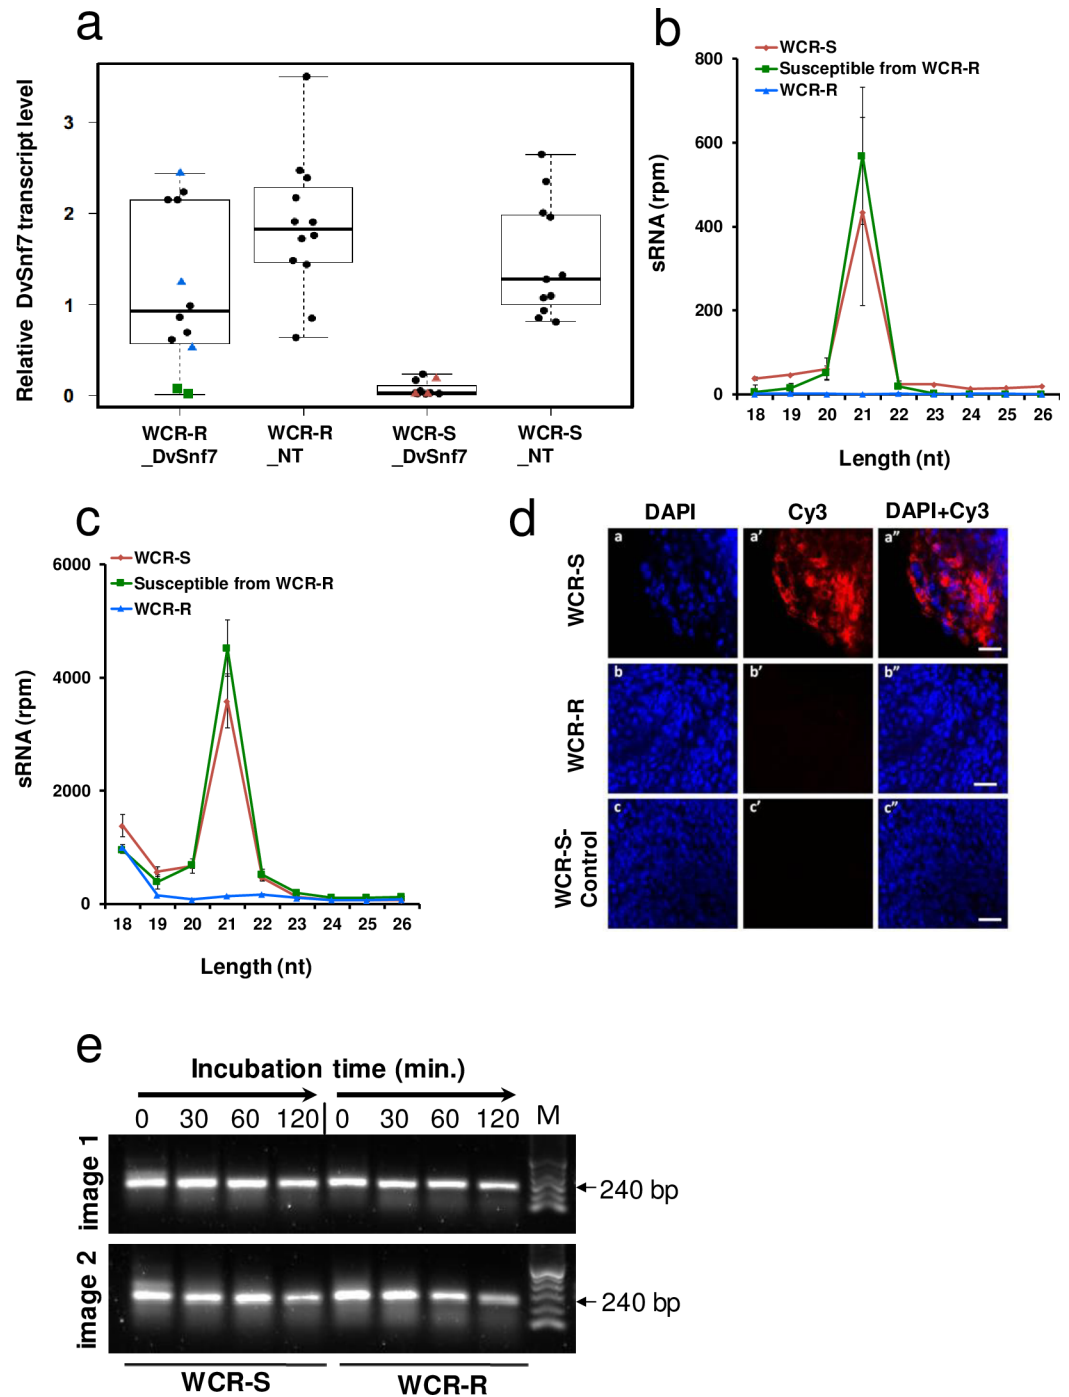 a
Relative DvSnf7 transcript level
3
2
1
0
WCR-R
_DvSnf7
WCR-R
_NT
WCR-S
_DvSnf7
WCR-S
_NT
b
WCR-S
Susceptible from WCR-R
WCR-R
sRNA (rpm)
800
600
400
200
0
18 19 20 21 22 23 24 25 26
Length (nt)
c
WCR-S
Susceptible from WCR-R
WCR-R
sRNA (rpm)
6000
4000
2000
0
18 19 20 21 22 23 24 25 26
Length (nt)
d
DAPI Cy3 DAPI+Cy3
WCR-S
a a' a"
WCR-R
b b' b"
WCR-S-
Control
c c' c"
e
Incubation time (min.)
0 30 60 120 0 30 60 120 M
image 1
240 bp
image 2
240 bp
WCR-S WCR-R